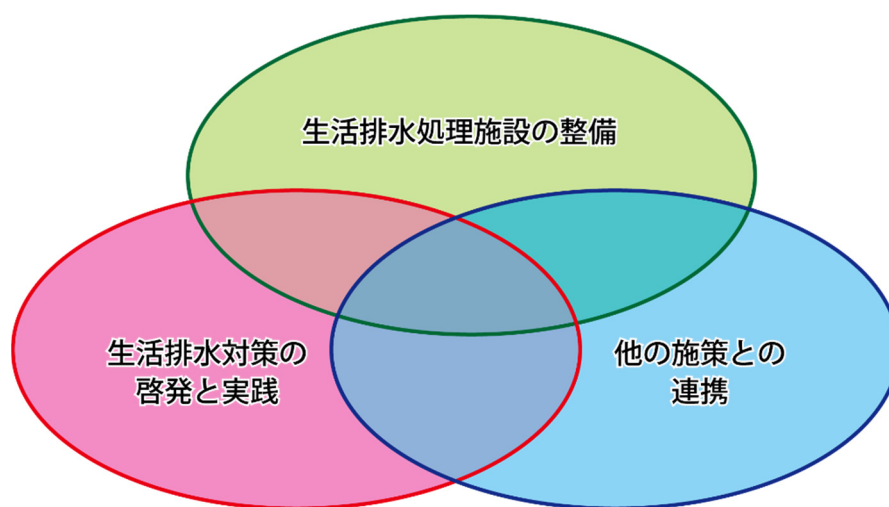 生活排水処理施設の整備
生活排水対策の
啓発と実践
他の施策との
連携